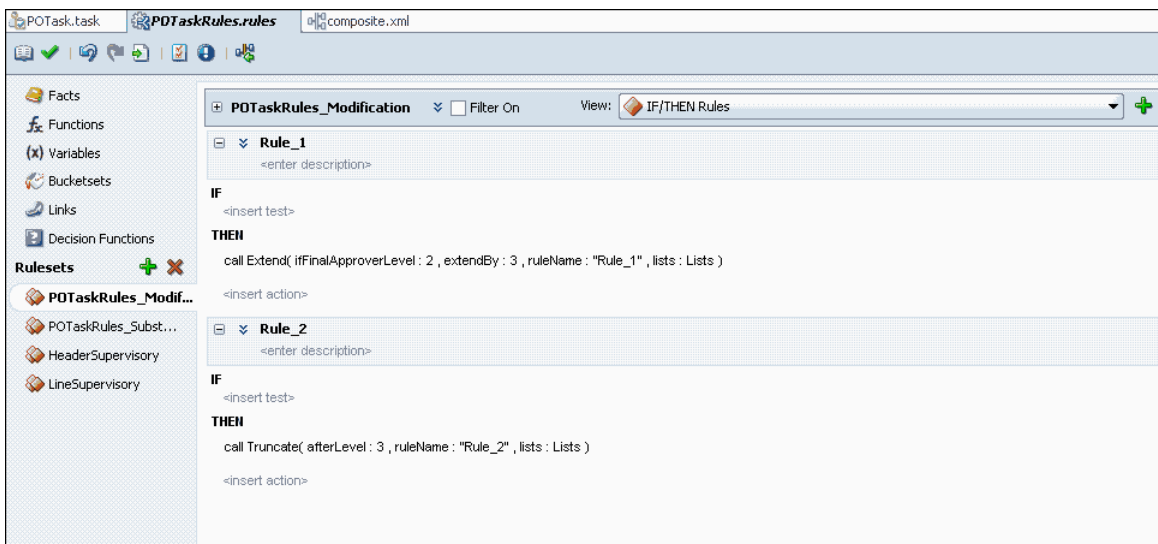 POTask.task
POTaskRules.rules
composite.xml
Facts
Functions
Variables
Bucketsets
Links
Decision Functions
Rulesets
POTaskRules_Modif...
POTaskRules_Subst...
HeaderSupervisory
LineSupervisory
POTaskRules_Modification
Filter On
View: IF/THEN Rules
Rule_1
<enter description>
IF
<insert test>
THEN
call Extend( ifFinalApproverLevel : 2 , extendBy : 3 , ruleName : "Rule_1" , lists : Lists )
<insert action>
Rule_2
<enter description>
IF
<insert test>
THEN
call Truncate( afterLevel : 3 , ruleName : "Rule_2" , lists : Lists )
<insert action>